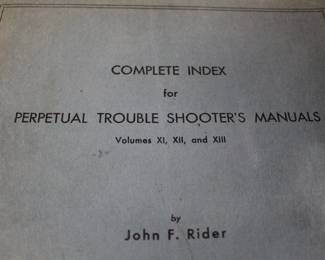 COMPLETE INDEX
for
PERPETUAL TROUBLE SHOOTER'S MANUALS
Volumes XI, XII, and XIII
by
John F. Rider